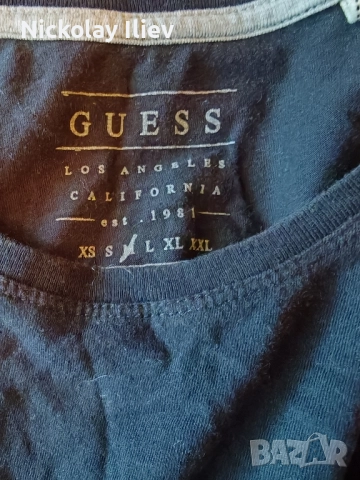 Nickolay Iliev
GUESS
LOS ANGELES
CALIFORNIA
est. 1981
XS S L XL XXL
BAZAR